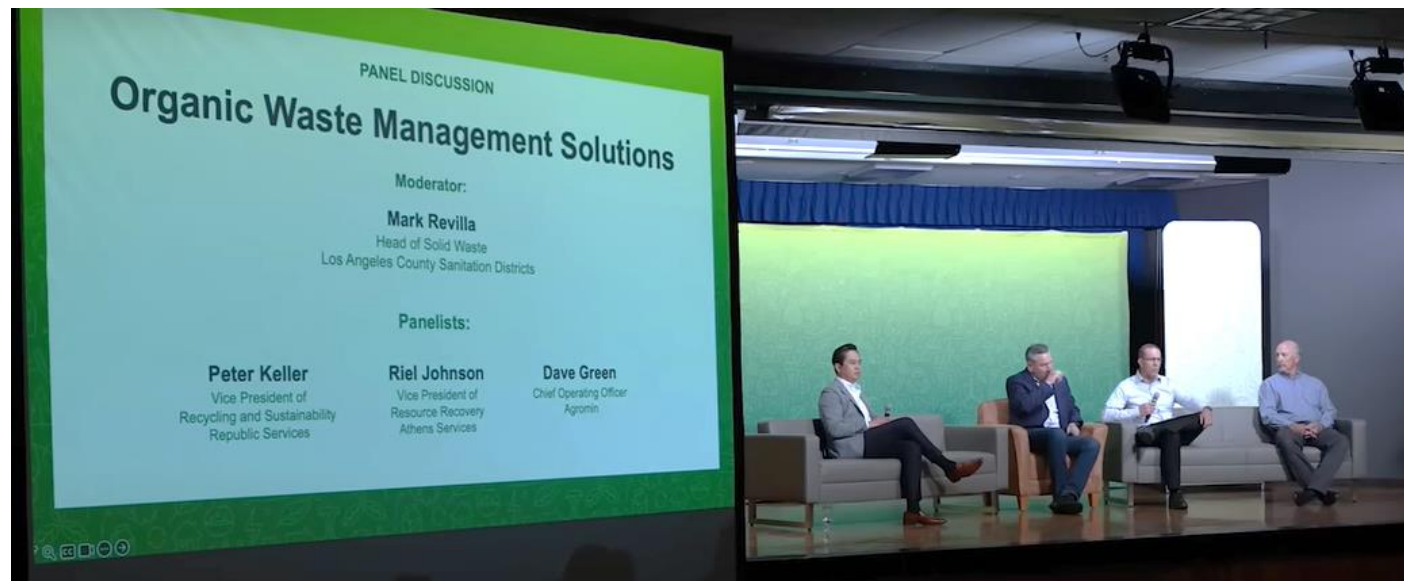 PANEL DISCUSSION
Organic Waste Management Solutions
Moderator:
Mark Revilla
Head of Solid Waste
Los Angeles County Sanitation Districts
Panelists:
Peter Keller
Vice President of
Recycling and Sustainability
Republic Services
Riel Johnson
Vice President of
Resource Recovery
Athens Services
Dave Green
Chief Operating Officer
Agromin